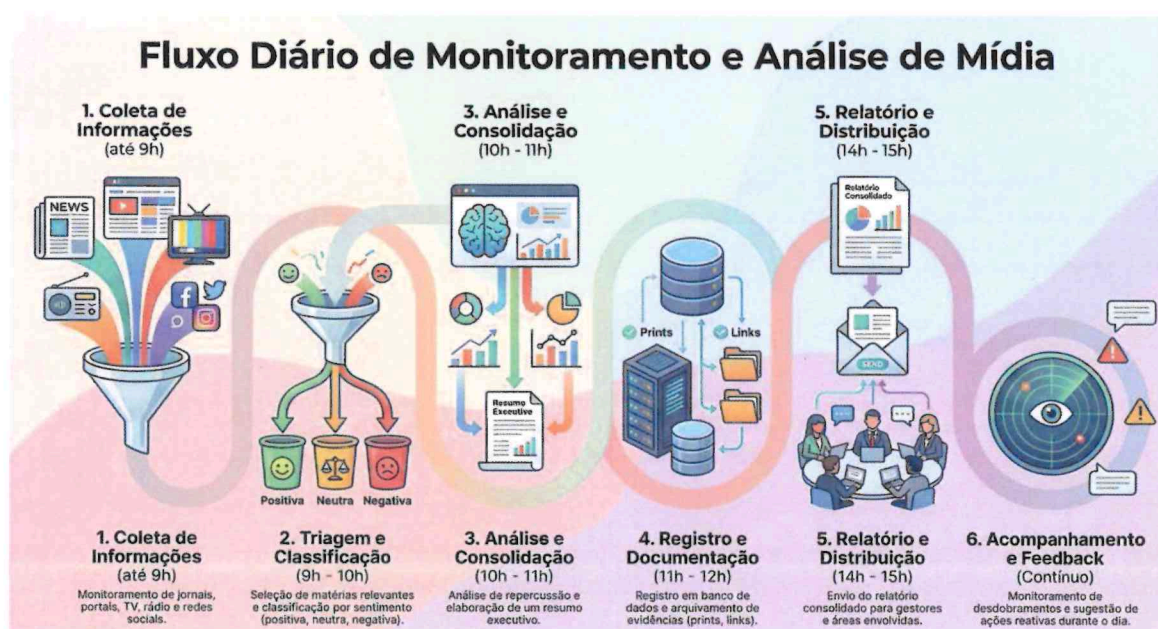 Fluxo Diário de Monitoramento e Análise de Mídia
1. Coleta de
Informações
(até 9h)
3. Análise e
Consolidação
(10h - 11h)
5. Relatório e
Distribuição
(14h - 15h)
NEWS
Relatório
Consolidado
Prints
Links
SEND
Resumo
Executive
Positiva
Neutra
Negativa
1. Coleta de
Informações
(até 9h)
Monitoramento de jornais,
portals, TV, rádio e redes
socials.
2. Triagem e
Classificação
(9h - 10h)
Seleção de matérias relevantes
e classificação por sentimento
(positiva, neutra, negativa).
3. Análise e
Consolidação
(10h - 11h)
Análise de repercussão e
elaboração de um resumo
executivo.
4. Registro e
Documentação
(11h - 12h)
Registro em banco de
dados e arquivamento de
evidências (prints, links).
5. Relatório e
Distribuição
(14h - 15h)
Envio do relatório
consolidado para gestores
e áreas envolvidas.
6. Acompanhamento
e Feedback
(Contínuo)
Monitoramento de
desdobramentos e sugestão de
ações reativas durante o dia.